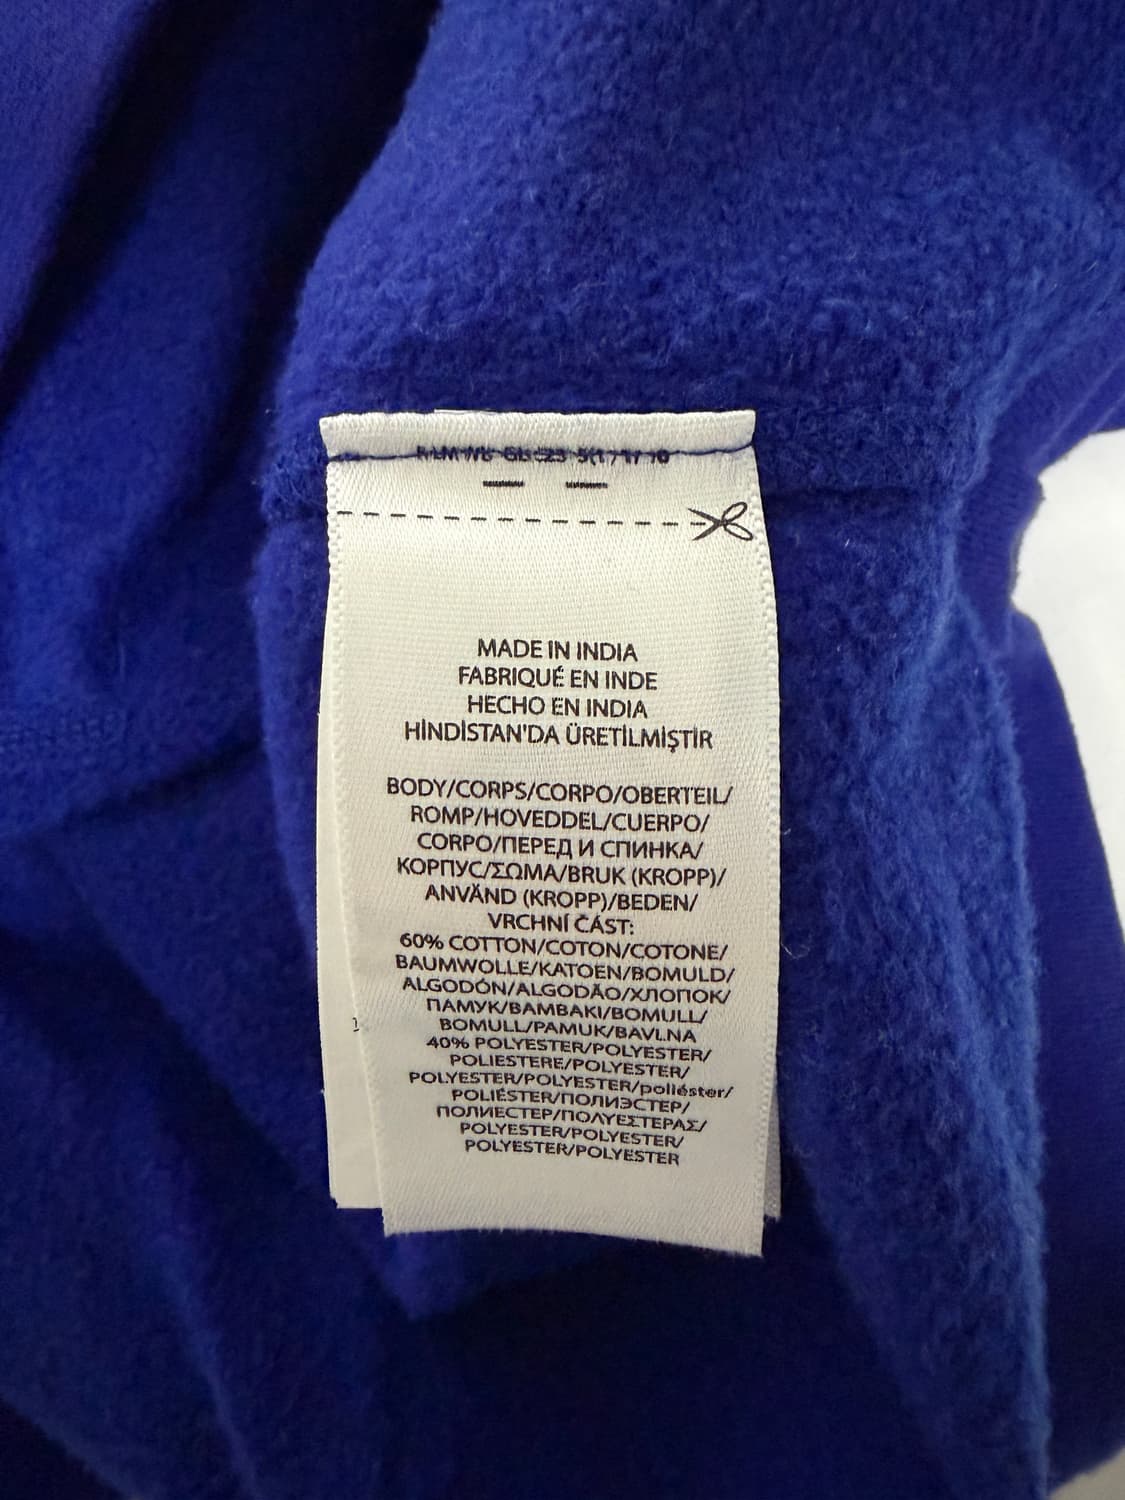 MADE IN INDIA
FABRIQUÉ EN INDE
HECHO EN INDIA
HİNDİSTAN'DA ÜRETİLMİŞTİR
BODY/CORPS/CORPO/OBERTEIL/
ROMP/HOVEDDEL/CUERPO/
CORPO/ПЕРЕД И СПИНКА/
КОРПУС/ΣΩΜΑ/BRUK (KROPP)/
ANVÄND (KROPP)/BEDEN/
VRCHNÍ ČÁST:
60% COTTON/COTON/COTONE/
BAUMWOLLE/KATOEN/BOMULD/
ALGODÓN/ALGODÃO/ХЛОПОК/
ПАМУК/ΒΑΜΒΑΚΙ/BOMULL/
BOMULL/PAMUK/BAVLNA
40% POLYESTER/POLYESTER/
POLIESTERE/POLYESTER/
POLYESTER/POLYESTER/poliéster/
POLIÉSTER/ПОЛИЭСТЕР/
ПОЛИЕСТЕР/ΠΟΛΥΕΣΤΕΡΑΣ/
POLYESTER/POLYESTER/
POLYESTER/POLYESTER